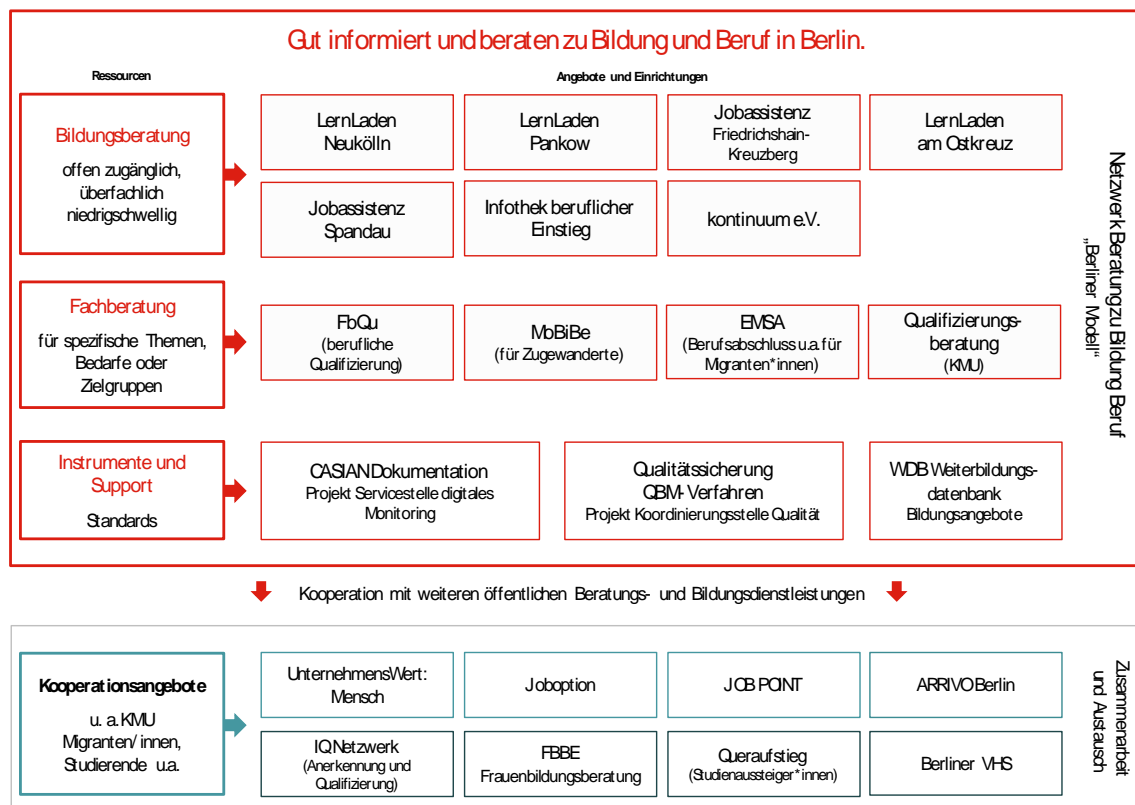 Gut informiert und beraten zu Bildung und Beruf in Berlin.
Ressourcen
Angebote und Einrichtungen
Bildungsberatung
offen zugänglich,
überfachlich
niedrigschwellig
LernLaden
Neukölln
LernLaden
Pankow
Jobassistenz
Friedrichshain-
Kreuzberg
LernLaden
am Ostkreuz
Jobassistenz
Spandau
Infothek beruflicher
Einstieg
kontinuum e.V.
Fachberatung
für spezifische Themen,
Bedarfe oder
Zielgruppen
FbQu
(berufliche
Qualifizierung)
MoBiBe
(für Zugewanderte)
EMSA
(Berufsabschluss u.a. für
Migranten*innen)
Qualifizierungs-
beratung
(KMU)
Instrumente und
Support
Standards
CASIAN Dokumentation
Projekt Servicestelle digitales
Monitoring
Qualitätssicherung
QBM-Verfahren
Projekt Koordinierungsstelle Qualität
WDB Weiterbildungs-
datenbank
Bildungsangebote
Netzwerk Beratung zu Bildung Beruf
„Berliner Modell“
Kooperation mit weiteren öffentlichen Beratungs- und Bildungsdienstleistungen
Kooperationsangebote
u. a. KMU
Migranten/innen,
Studierende u.a.
UnternehmensWert:
Mensch
Joboption
JOB POINT
ARRIVO Berlin
IQ Netzwerk
(Anerkennung und
Qualifizierung)
FBBE
Frauenbildungsberatung
Queraufstieg
(Studienaussteiger*innen)
Berliner VHS
Zusammenarbeit
und Austausch